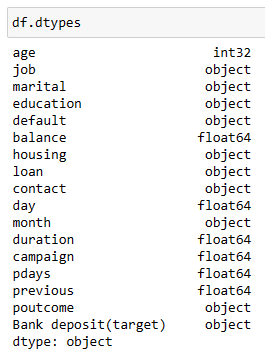 df.dtypes
age int32
job object
marital object
education object
default object
balance float64
housing object
loan object
contact object
day float64
month object
duration float64
campaign float64
pdays float64
previous float64
poutcome object
Bank deposit(target) object
dtype: object